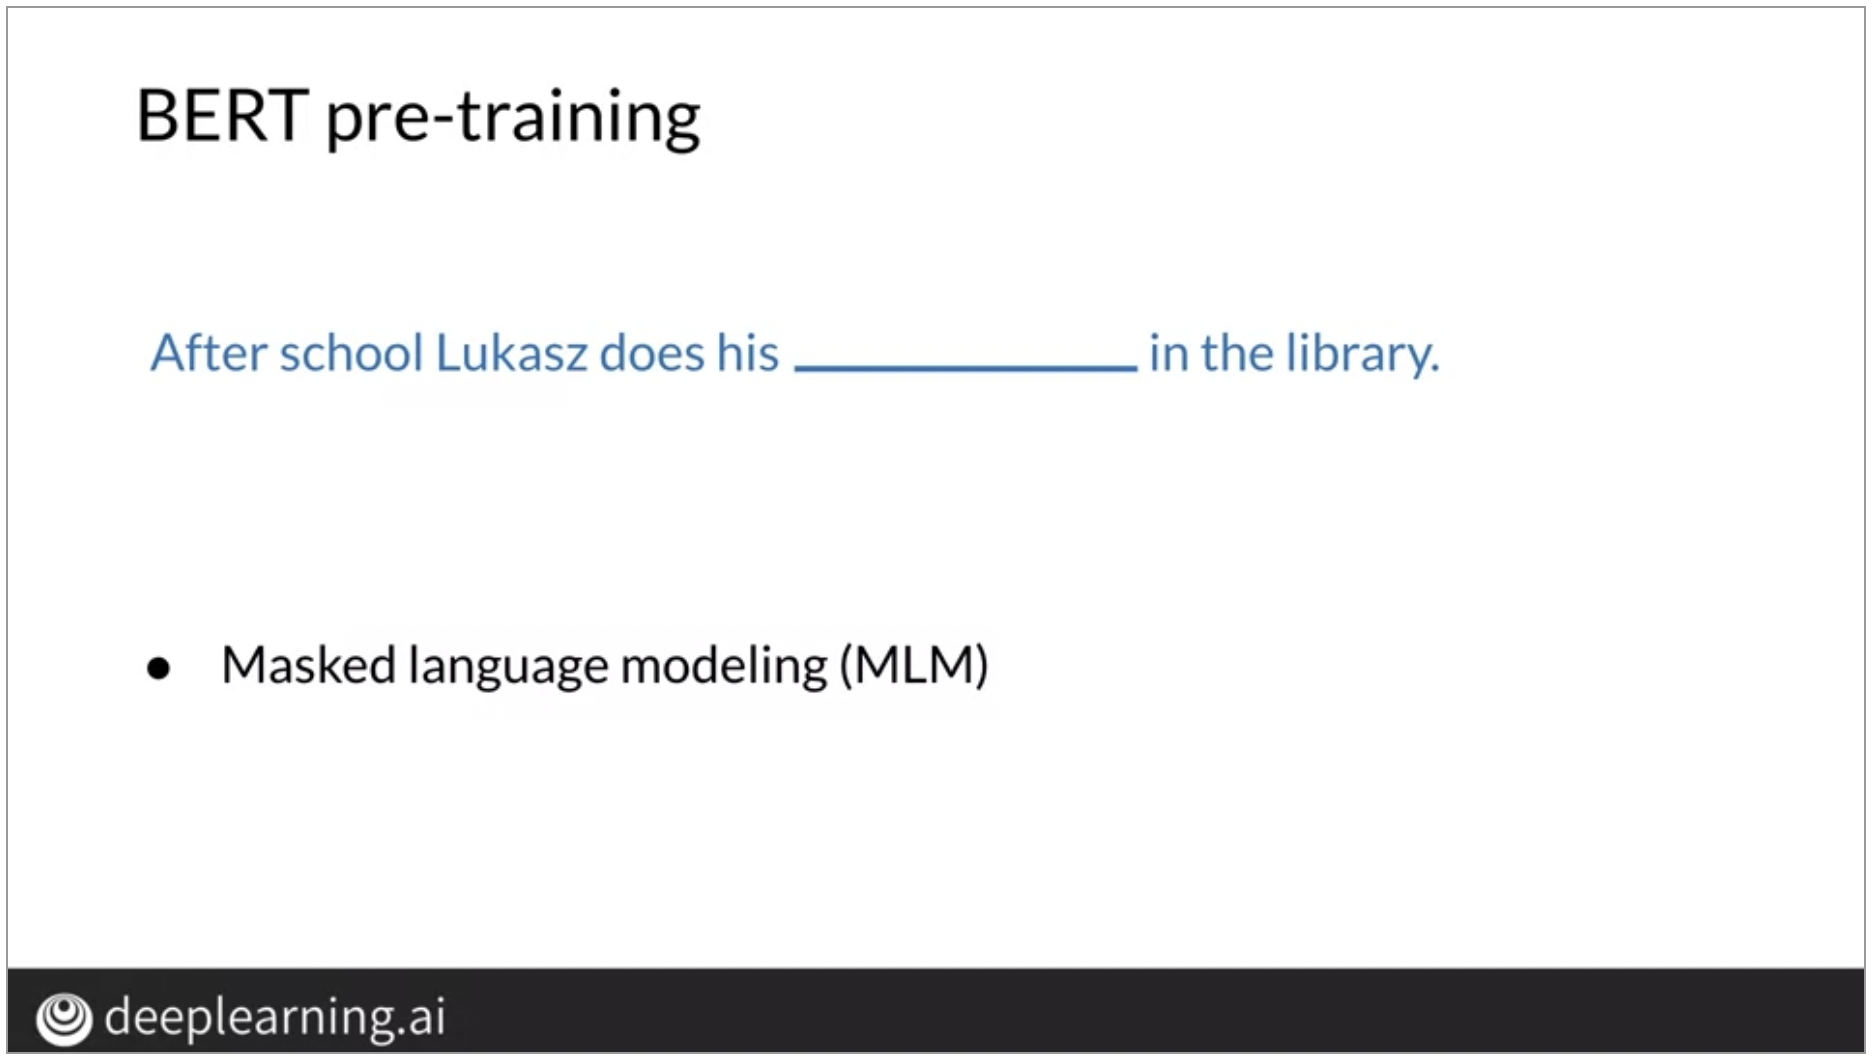 BERT pre-training
After school Lukasz does his ____________ in the library.
● Masked language modeling (MLM)
deeplearning.ai